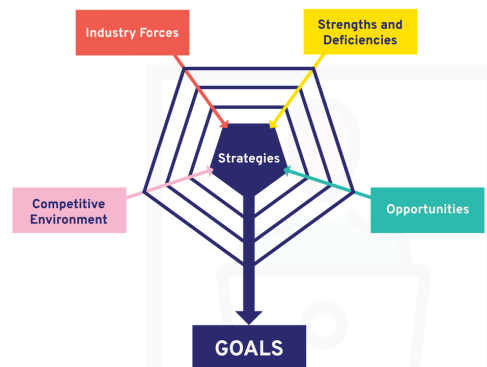 Industry Forces
Strengths and
Deficiencies
Strategies
Competitive
Environment
Opportunities
GOALS